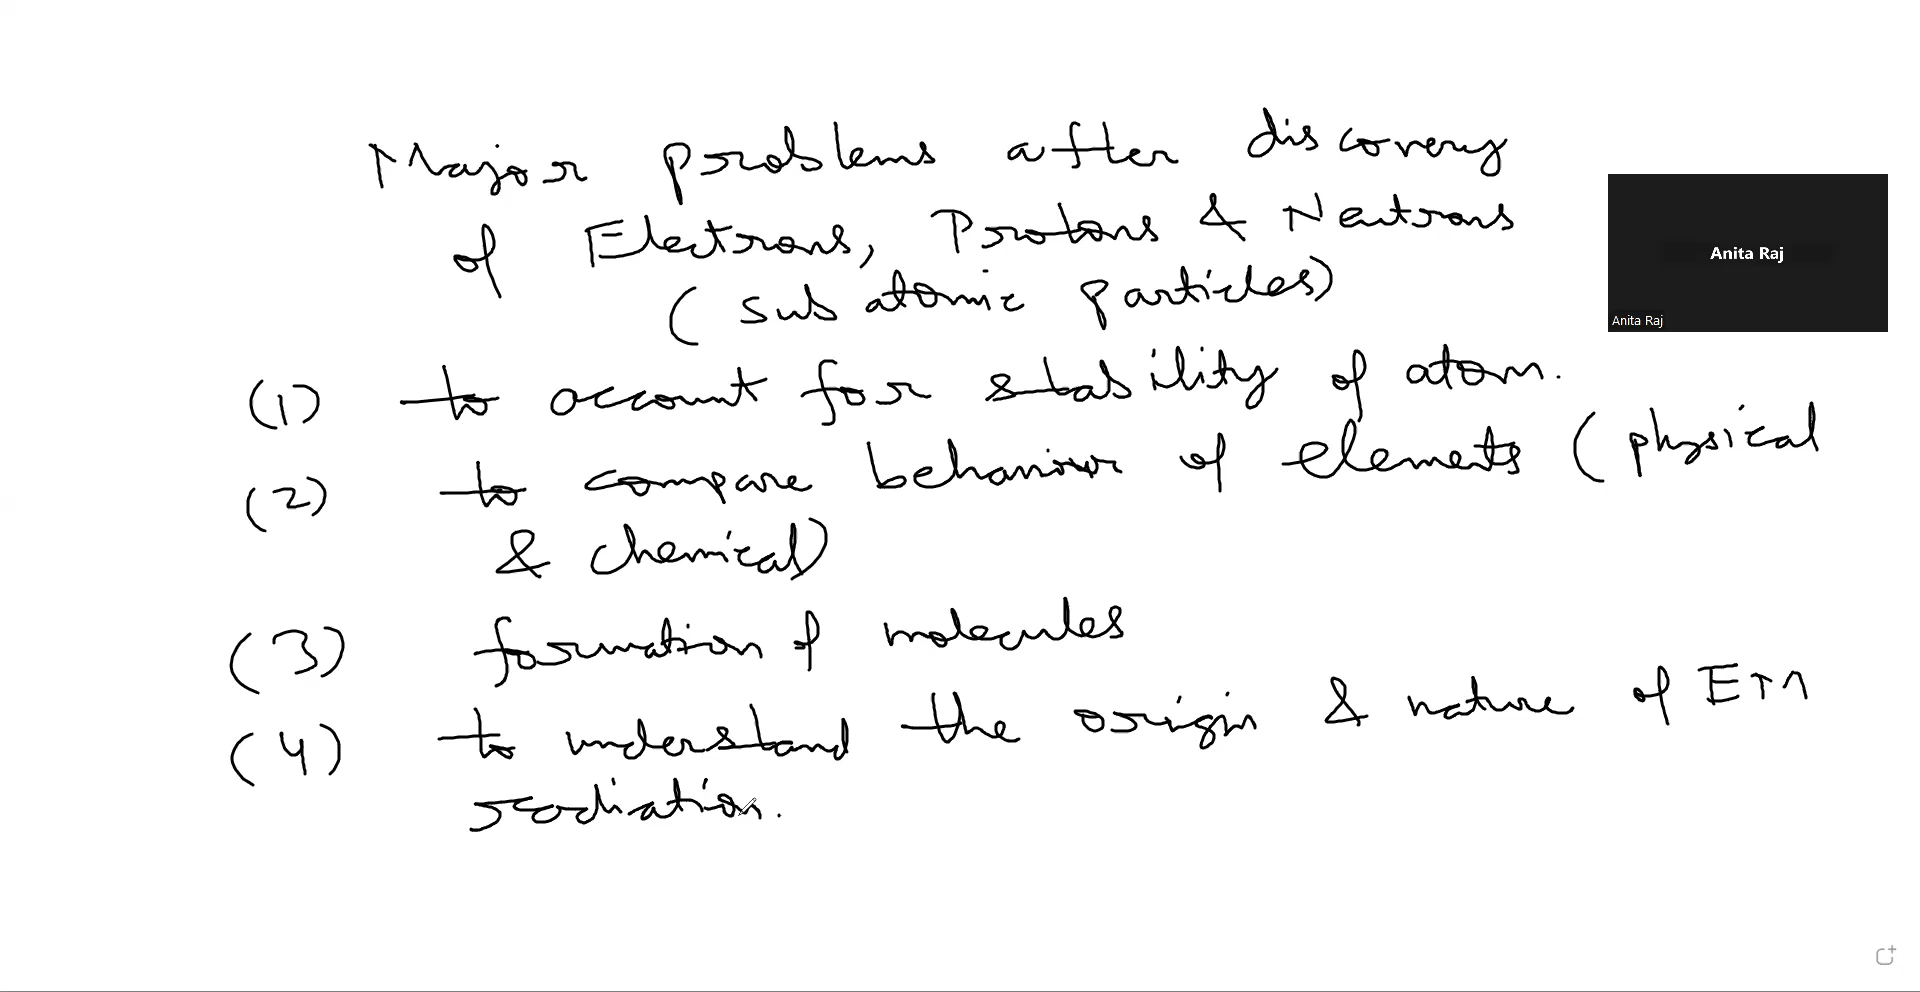 Major problems after discovery
of Electrons, Protons & Neutrons
(sub atomic particles)
(1) to account for stability of atom.
(2) to compare behaviour of elements (physical
& chemical)
(3) formation of molecules
(4) to understand the origin & nature of EM
radiation.
Anita Raj
Anita Raj